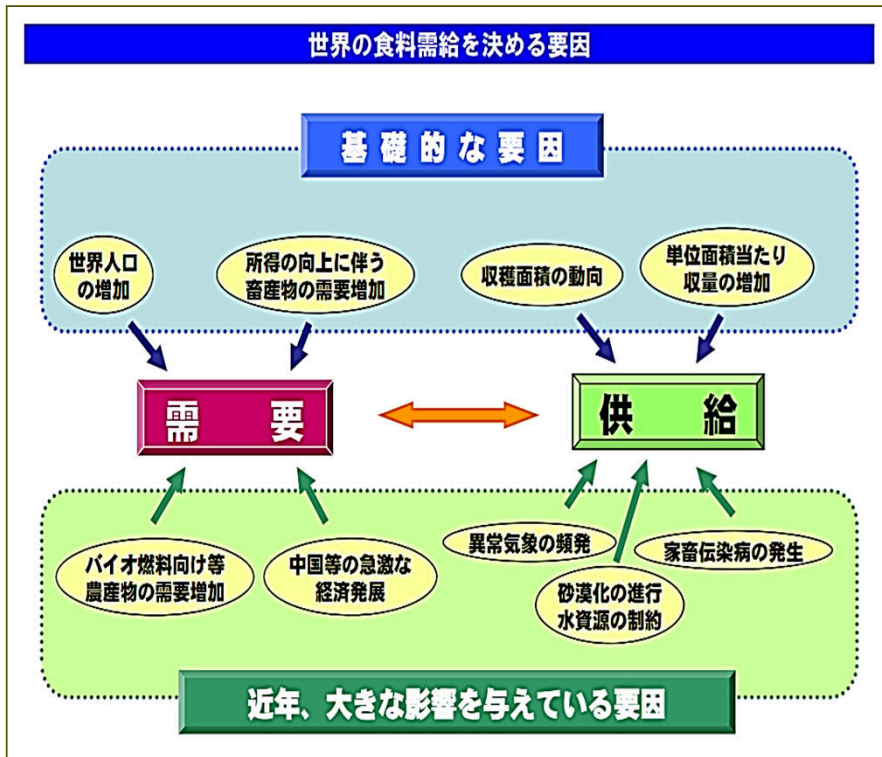 世界の食料需給を決める要因
基礎的な要因
世界人口
の増加
所得の向上に伴う
畜産物の需要増加
収穫面積の動向
単位面積当たり
収量の増加
需要
供給
バイオ燃料向け等
農産物の需要増加
中国等の急激な
経済発展
異常気象の頻発
砂漠化の進行
水資源の制約
家畜伝染病の発生
近年、大きな影響を与えている要因